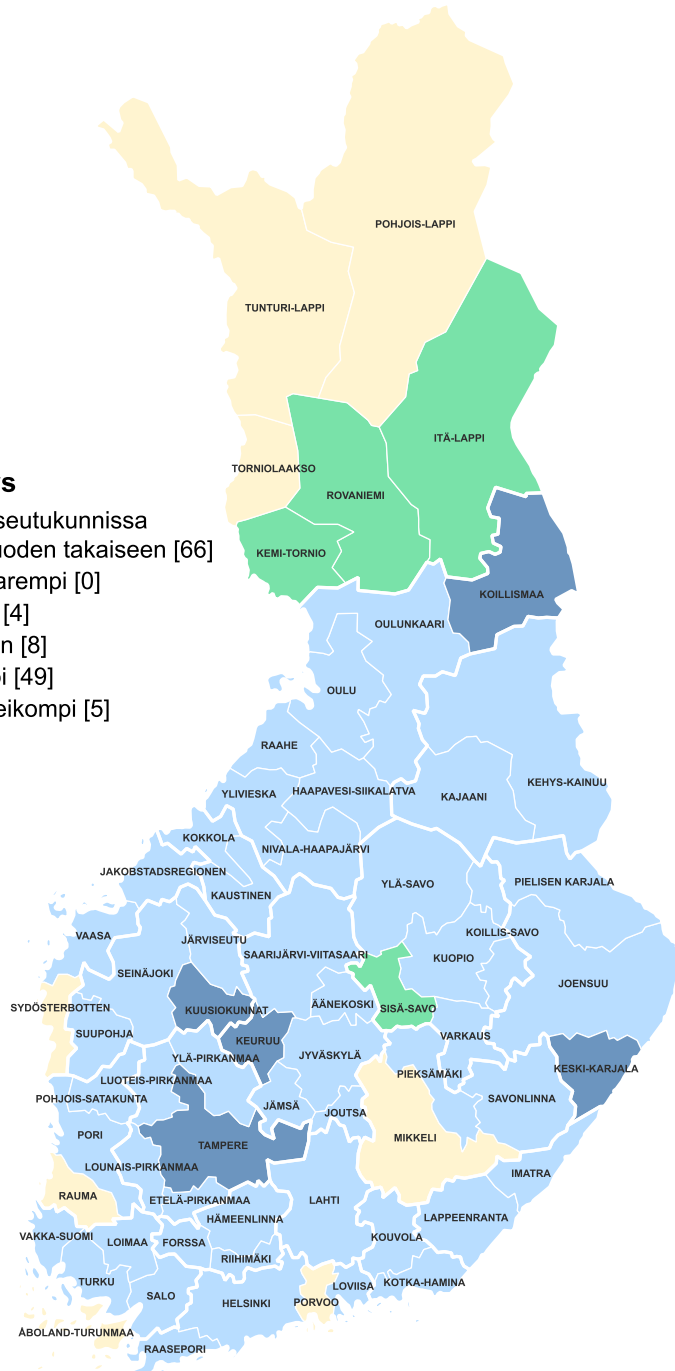 POHJOIS-LAPPI
TUNTURI-LAPPI
ITÄ-LAPPI
TORNIOLAAKSO
ROVANIEMI
KEMI-TORNIO
KOILLISMAA
s
seutukunnissa
uoden takaiseen [66]
arempi [0]
[4]
n [8]
i [49]
eikompi [5]
OULUNKAARI
OULU
RAAHE
HAAPAVESI-SIIKALATVA
YLIVIESKA
KAJAANI
KEHYS-KAINUU
KOKKOLA
NIVALA-HAAPAJÄRVI
JAKOBSTADSREGIONEN
KAUSTINEN
YLÄ-SAVO
PIELISEN KARJALA
VAASA
JÄRVISEUTU
KOILLIS-SAVO
SAARIJÄRVI-VIITASAARI
KUOPIO
SEINÄJOKI
JOENSUU
SYDÖSTERBOTTEN
KUUSIOKUNNAT
ÄÄNEKOSKI
SISÄ-SAVO
SUUPOHJA
KEURUU
VARKAUS
YLÄ-PIRKANMAA
JYVÄSKYLÄ
KESKI-KARJALA
LUOTEIS-PIRKANMAA
PIEKSÄMÄKI
POHJOIS-SATAKUNTA
JÄMSÄ
JOUTSA
SAVONLINNA
PORI
TAMPERE
MIKKELI
LOUNAIS-PIRKANMAA
IMATRA
RAUMA
ETELÄ-PIRKANMAA
LAHTI
HÄMEENLINNA
LAPPEENRANTA
VAKKA-SUOMI
LOIMAA
FORSSA
KOUVOLA
RIIHIMÄKI
TURKU
SALO
HELSINKI
PORVOO
LOVIISA
KOTKA-HAMINA
ÅBOLAND-TURUNMAA
RAASEPORI